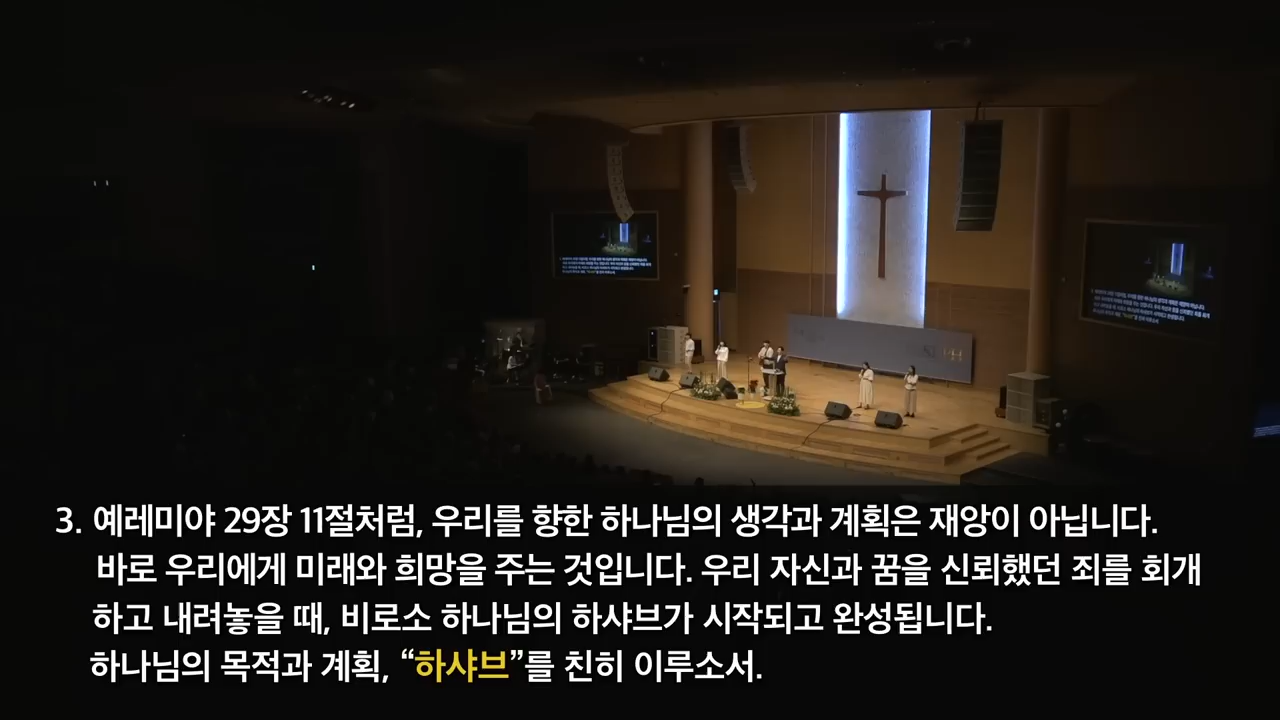 3. 예레미야 29장 11절처럼, 우리를 향한 하나님의 생각과 계획은 재앙이 아닙니다.
바로 우리에게 미래와 희망을 주는 것입니다. 우리 자신과 꿈을 신뢰했던 죄를 회개
하고 내려놓을 때, 비로소 하나님의 하샤브가 시작되고 완성됩니다.
하나님의 목적과 계획, “하샤브”를 친히 이루소서.